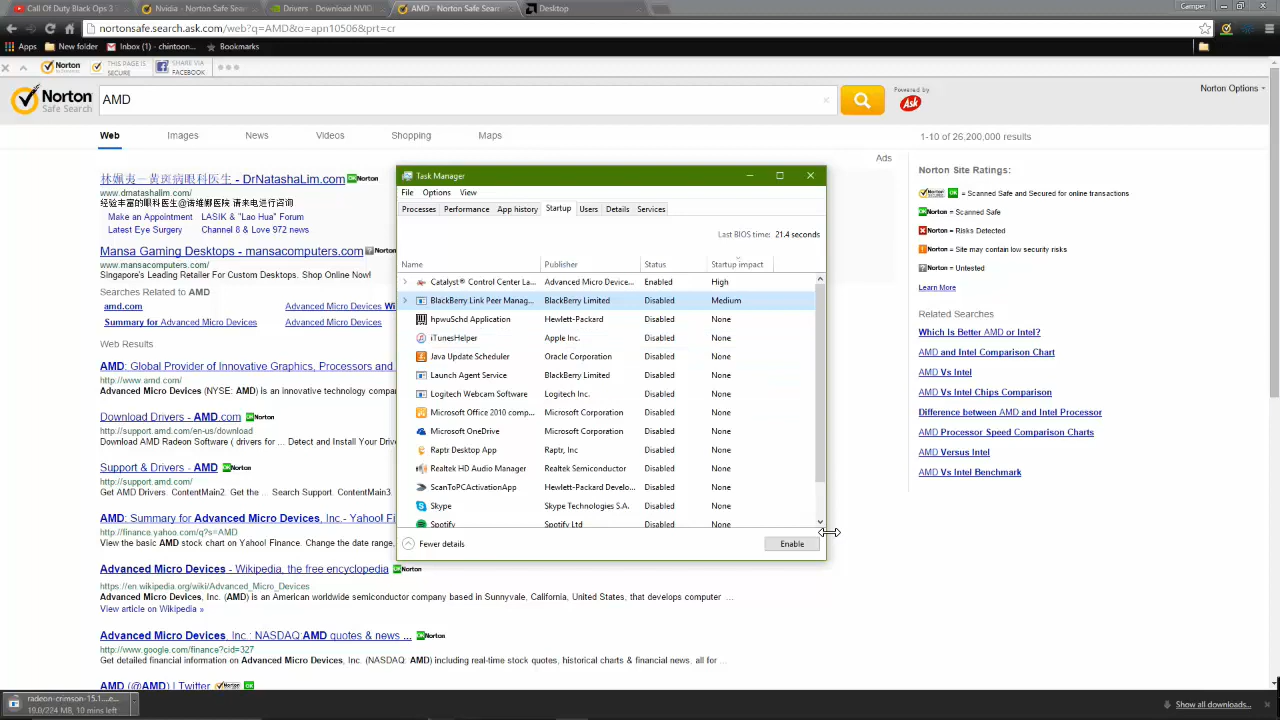 Call Of Duty Black Ops 3
Nvidia - Norton Safe Sear
Drivers - Download NVID
AMD - Norton Safe Search
Desktop
Gamper
nortonsafe.search.ask.com/web?q=AMD&o=apn10506&prt=cr
Apps
New folder
Inbox (1) - chintoon...
Bookmarks
Norton
THIS PAGE IS SECURE
SHARE VIA FACEBOOK
Norton
Safe Search
AMD
Powered by
Ask
Norton Options
Web
Images
News
Videos
Shopping
Maps
1-10 of 26,200,000 results
Ads
DrNatashaLim.com
Norton
www.drnatashalim.com/
Make an Appointment
LASIK & "Lao Hua" Forum
Latest Eye Surgery
Channel 8 & Love 972 news
Mansa Gaming Desktops - mansacomputers.com
Norton
www.mansacomputers.com/
Singapore's Leading Retailer For Custom Desktops. Shop Online Now!
Searches Related to AMD
amd.com
Advanced Micro Devices Wi
Summary for Advanced Micro Devices
Advanced Micro Devices
Web Results
AMD: Global Provider of Innovative Graphics, Processors and
http://www.amd.com/
Advanced Micro Devices (NYSE: AMD) is an innovative technology compa
Download Drivers - AMD.com
Norton
http://support.amd.com/en-us/download
Download AMD Radeon Software ( drivers for ... Detect and Install Your Drive
Support & Drivers - AMD
Norton
http://support.amd.com/
Get AMD Drivers. ContentMain2. Get the ... Search Support. ContentMain3.
AMD: Summary for Advanced Micro Devices, Inc.- Yahoo! Fi
http://finance.yahoo.com/q?s=AMD
View the basic AMD stock chart on Yahoo! Finance. Change the date range,
Advanced Micro Devices - Wikipedia, the free encyclopedia
Norton
https://en.wikipedia.org/wiki/Advanced_Micro_Devices
Advanced Micro Devices, Inc. (AMD) is an American worldwide semiconductor company based in Sunnyvale, California, United States, that develops computer ...
View article on Wikipedia »
Advanced Micro Devices, Inc.: NASDAQ:AMD quotes & news ...
Norton
http://www.google.com/finance?cid=327
Get detailed financial information on Advanced Micro Devices, Inc. (NASDAQ: AMD) including real-time stock quotes, historical charts & financial news, all for ...
AMD (@AMD) | Twitter
Task Manager
File
Options
View
Processes
Performance
App history
Startup
Users
Details
Services
Last BIOS time: 21.4 seconds
Name
Publisher
Status
Startup impact
Catalyst® Control Center La... Advanced Micro Device... Enabled High
BlackBerry Link Peer Manag... BlackBerry Limited Disabled Medium
hpwuSchd Application Hewlett-Packard Disabled None
iTunesHelper Apple Inc. Disabled None
Java Update Scheduler Oracle Corporation Disabled None
Launch Agent Service BlackBerry Limited Disabled None
Logitech Webcam Software Logitech Inc. Disabled None
Microsoft Office 2010 comp... Microsoft Corporation Disabled None
Microsoft OneDrive Microsoft Corporation Disabled None
Raptr Desktop App Raptr, Inc Disabled None
Realtek HD Audio Manager Realtek Semiconductor Disabled None
ScanToPCActivationApp Hewlett-Packard Develo... Disabled None
Skype Skype Technologies S.A. Disabled None
Spotify Spotify Ltd Disabled None
Fewer details
Enable
Norton Site Ratings:
= Scanned Safe and Secured for online transactions
Norton = Scanned Safe
Norton = Risks Detected
Norton = Site may contain low security risks
Norton = Untested
Learn More
Related Searches
Which Is Better AMD or Intel?
AMD and Intel Comparison Chart
AMD Vs Intel
AMD Vs Intel Chips Comparison
Difference between AMD and Intel Processor
AMD Processor Speed Comparison Charts
AMD Versus Intel
AMD Vs Intel Benchmark
radeon-crimson-15.1....e...
19.0/224 MB, 10 mins left
Show all downloads...